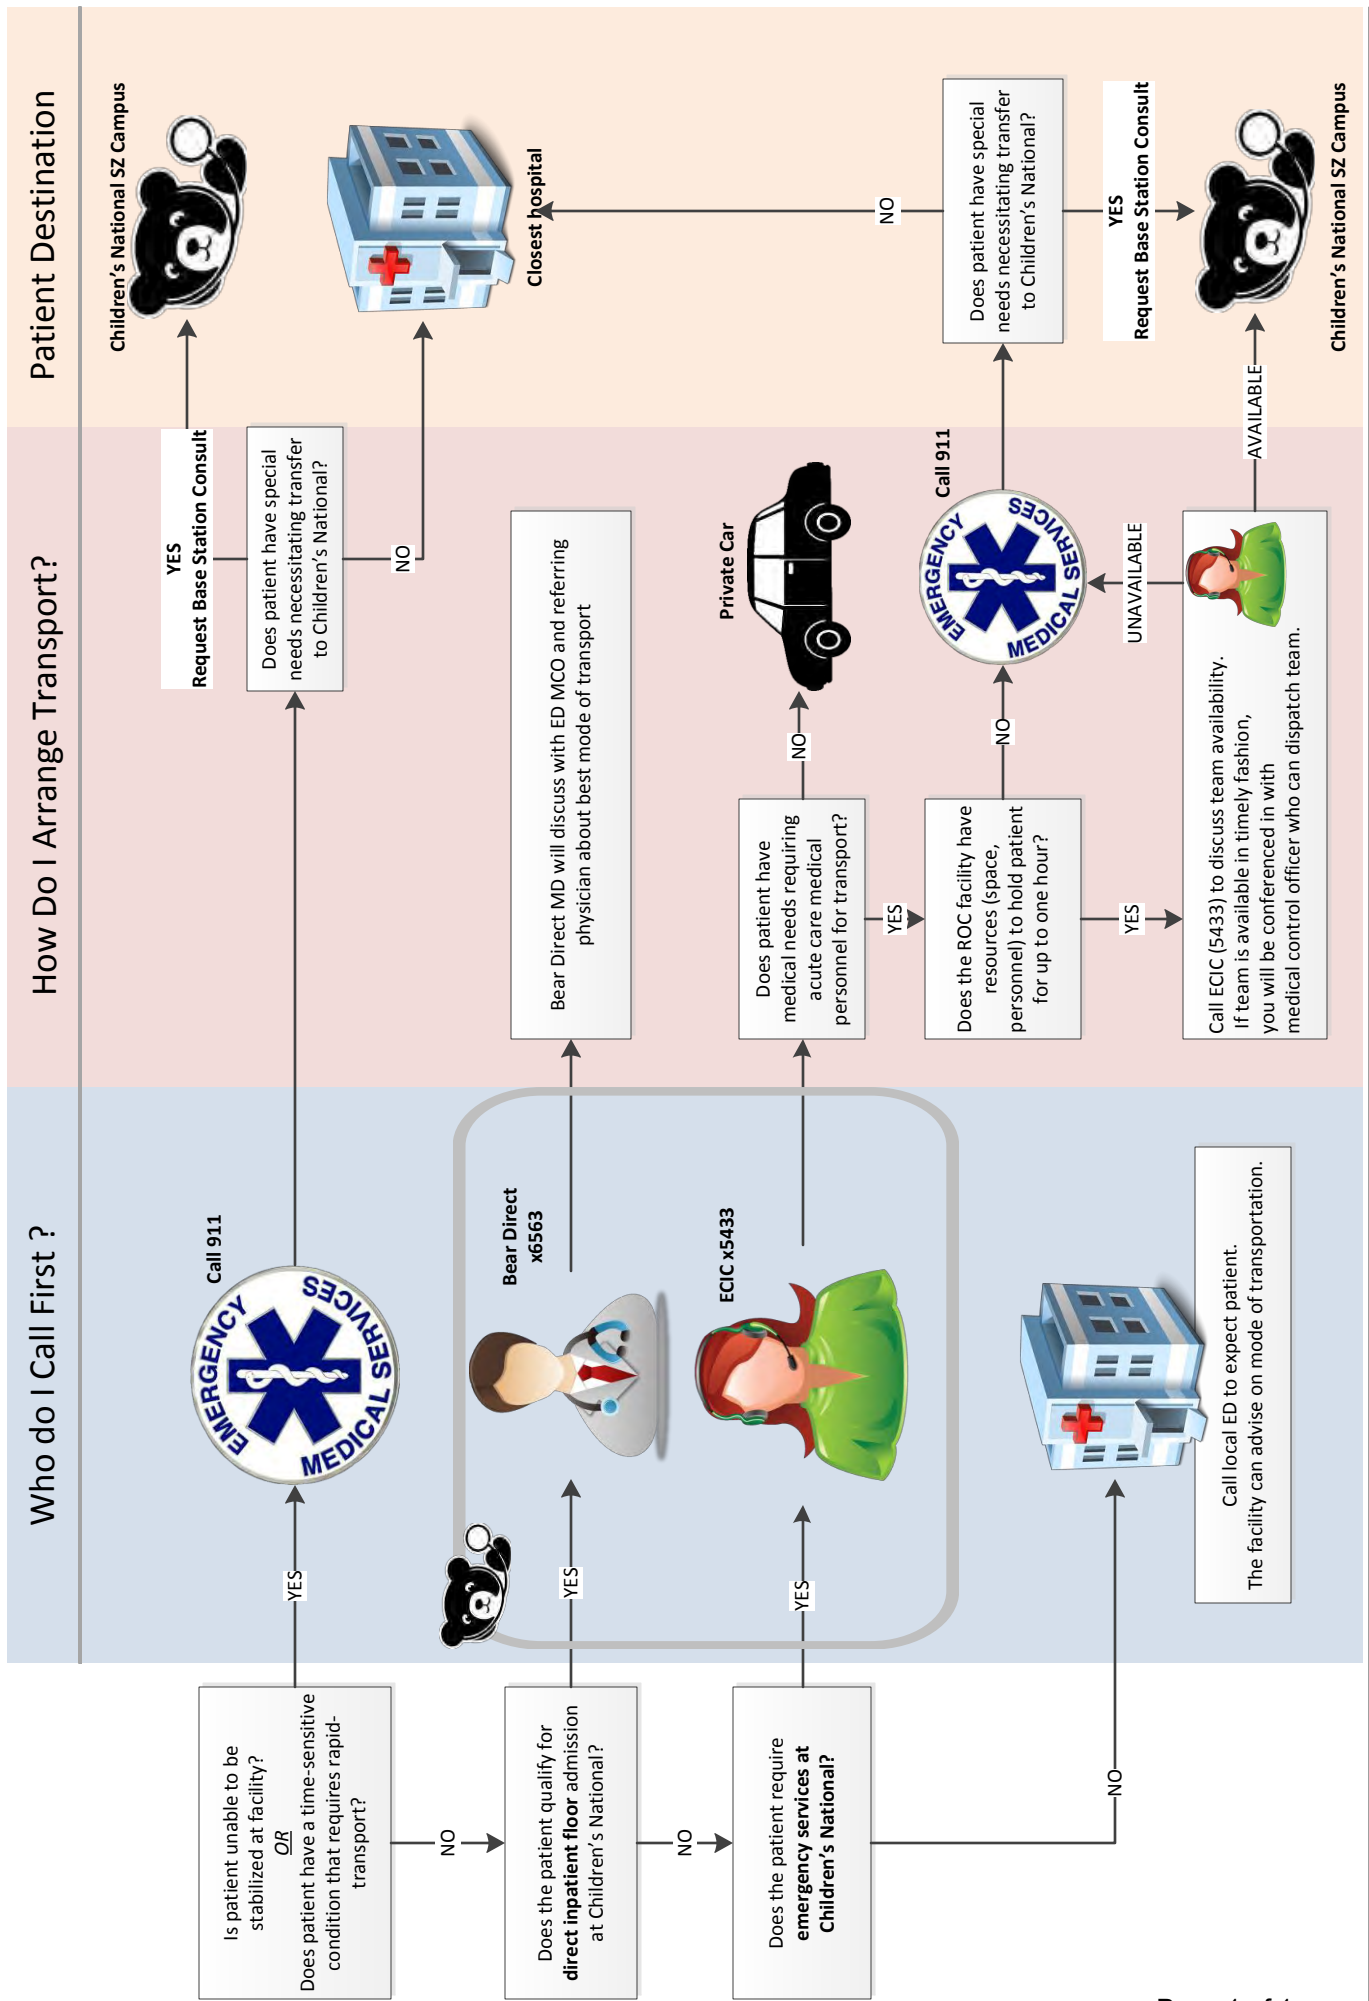 Who do I Call First ?
How Do I Arrange Transport?
Patient Destination
Is patient unable to be
stabilized at facility?
OR
Does patient have a time-sensitive
condition that requires rapid-
transport?
YES
Call 911
EMERGENCY
MEDICAL SERVICES
Does patient have special
needs necessitating transfer
to Children's National?
YES
Request Base Station Consult
Children's National SZ Campus
NO
Closest hospital
NO
Does the patient qualify for
direct inpatient floor admission
at Children's National?
YES
Bear Direct
x6563
Bear Direct MD will discuss with ED MCO and referring
physician about best mode of transport
NO
Does the patient require
emergency services at
Children's National?
YES
ECIC x5433
Does patient have
medical needs requiring
acute care medical
personnel for transport?
NO
Private Car
YES
Does the ROC facility have
resources (space,
personnel) to hold patient
for up to one hour?
NO
Call 911
EMERGENCY
MEDICAL SERVICES
Does patient have special
needs necessitating transfer
to Children's National?
NO
YES
Request Base Station Consult
YES
Call ECIC (5433) to discuss team availability.
If team is available in timely fashion,
you will be conferenced in with
medical control officer who can dispatch team.
UNAVAILABLE
AVAILABLE
Children's National SZ Campus
NO
Call local ED to expect patient.
The facility can advise on mode of transportation.